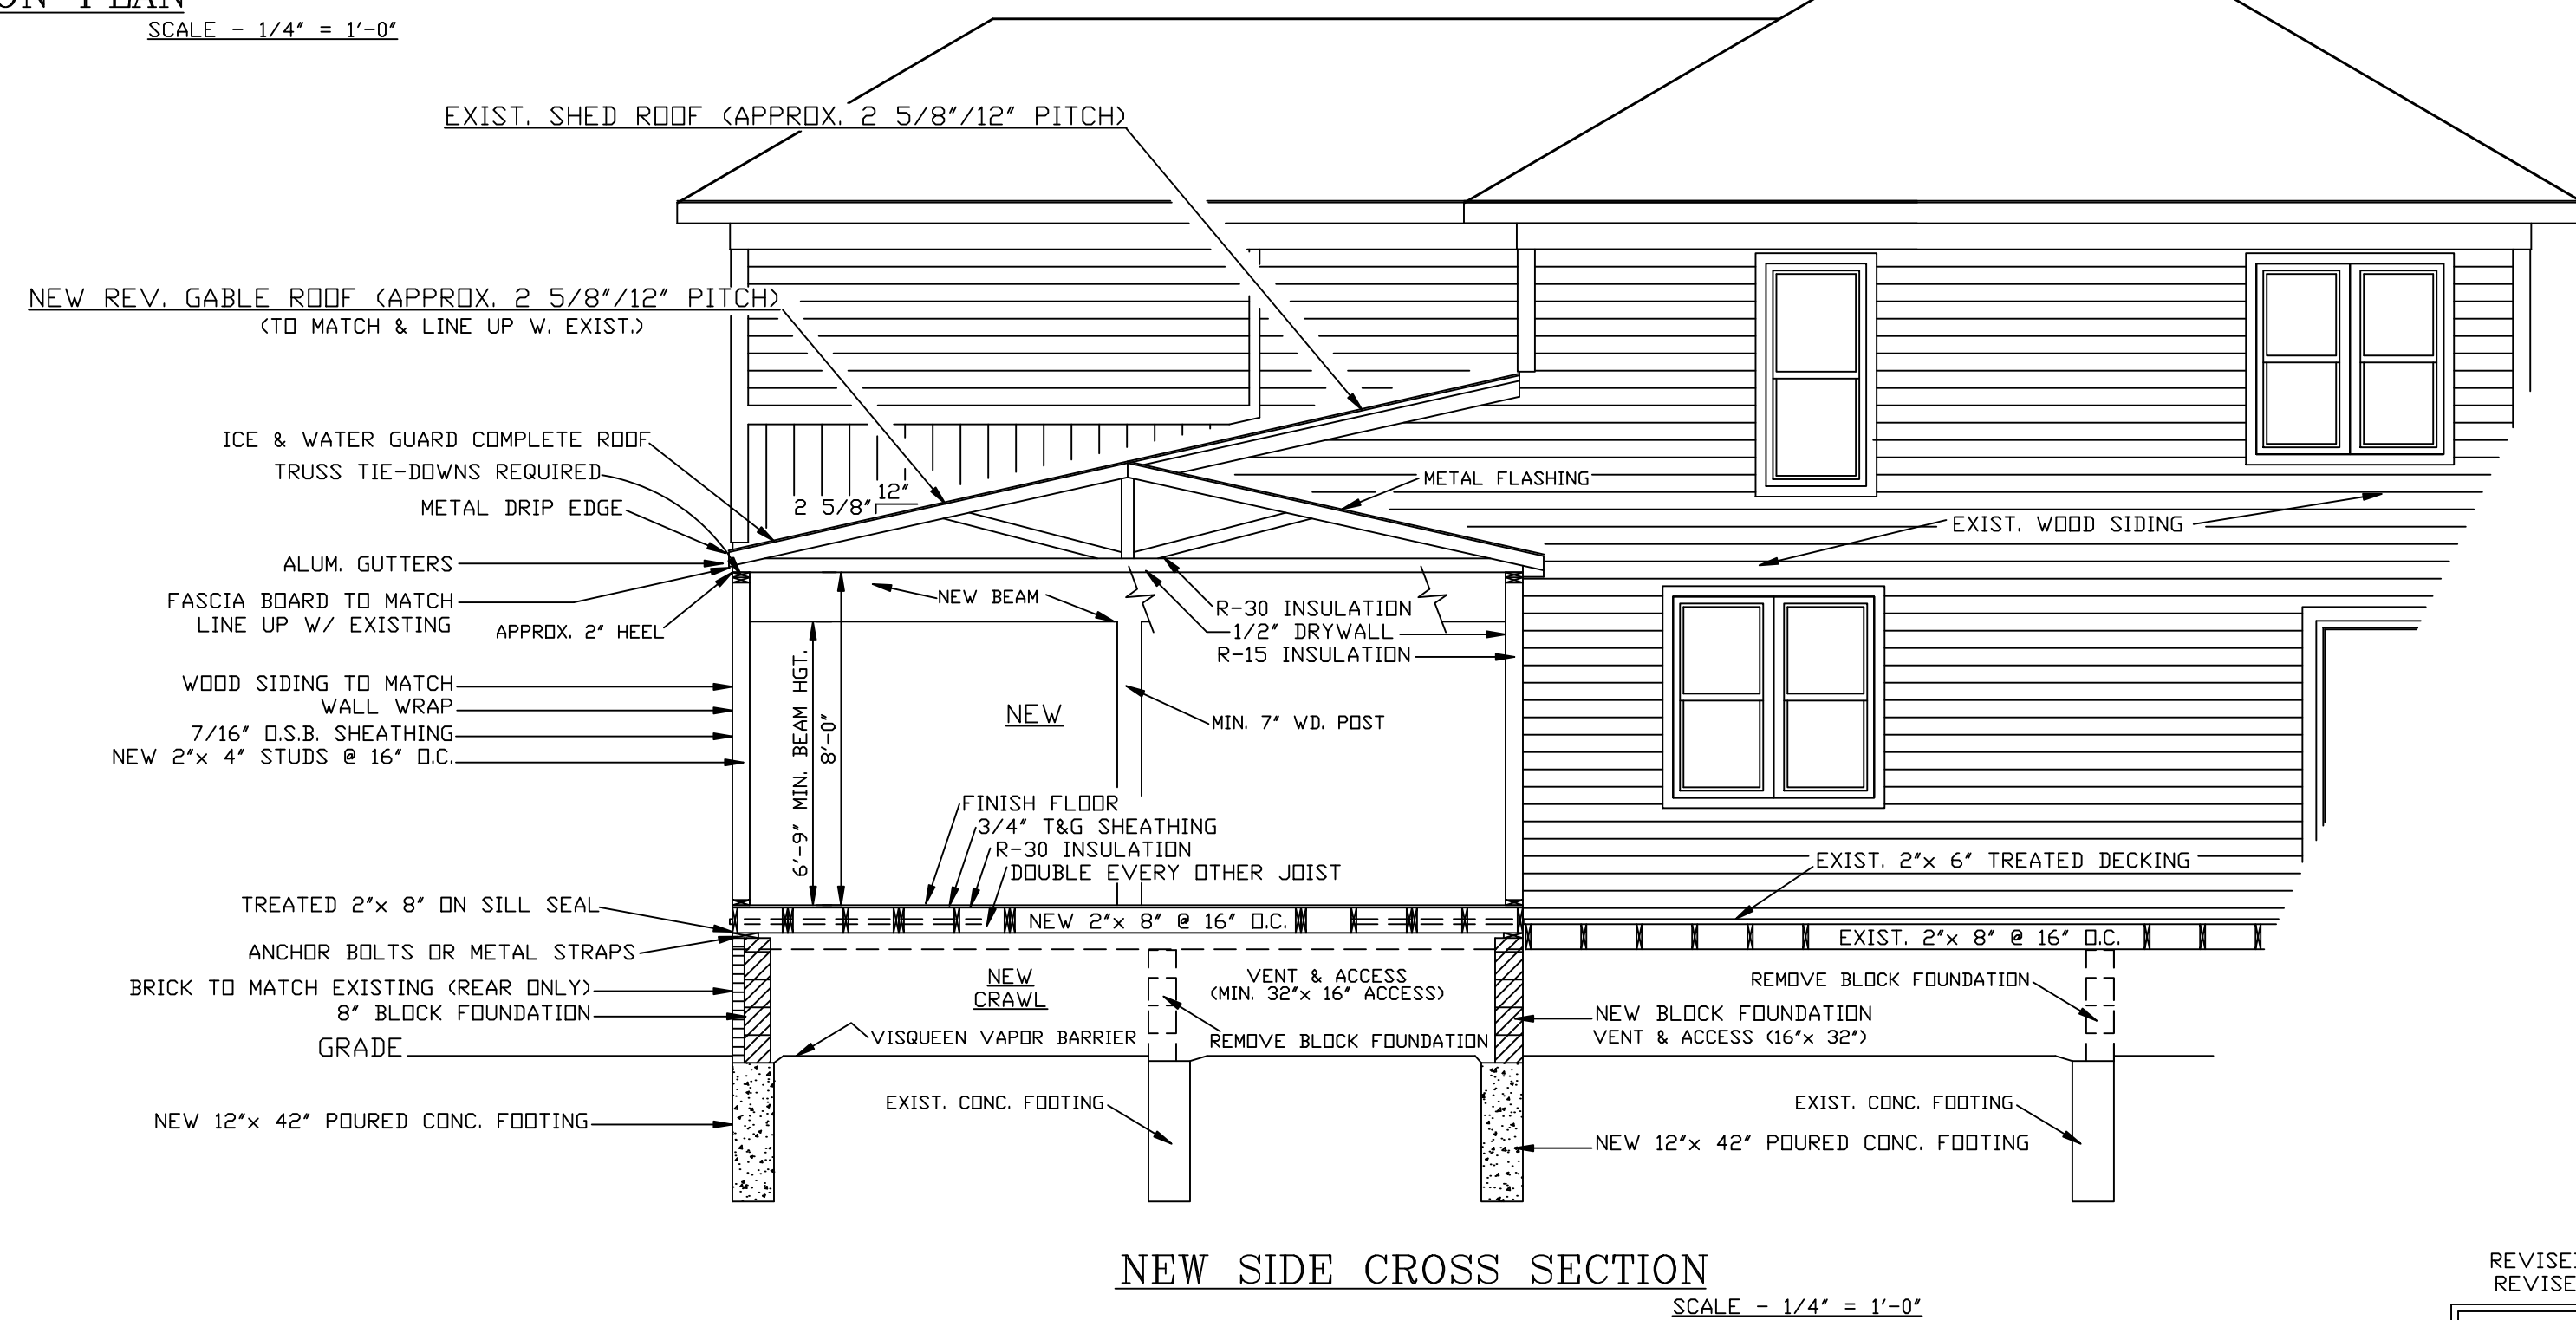 SCALE - 1/4" = 1'-0"
EXIST. SHED ROOF (APPROX. 2 5/8"/12" PITCH)
NEW REV. GABLE ROOF (APPROX. 2 5/8"/12" PITCH)
(TO MATCH & LINE UP W. EXIST.)
ICE & WATER GUARD COMPLETE ROOF
TRUSS TIE-DOWNS REQUIRED
METAL DRIP EDGE
12"
2 5/8"
METAL FLASHING
EXIST. WOOD SIDING
ALUM. GUTTERS
FASCIA BOARD TO MATCH
LINE UP W/ EXISTING
APPROX. 2" HEEL
NEW BEAM
R-30 INSULATION
1/2" DRYWALL
R-15 INSULATION
WOOD SIDING TO MATCH
WALL WRAP
7/16" O.S.B. SHEATHING
NEW 2"x 4" STUDS @ 16" O.C.
6'-9" MIN. BEAM HGT.
8'-0"
NEW
MIN. 7" WD. POST
FINISH FLOOR
3/4" T&G SHEATHING
R-30 INSULATION
DOUBLE EVERY OTHER JOIST
EXIST. 2"x 6" TREATED DECKING
TREATED 2"x 8" ON SILL SEAL
NEW 2"x 8" @ 16" O.C.
EXIST. 2"x 8" @ 16" O.C.
ANCHOR BOLTS OR METAL STRAPS
BRICK TO MATCH EXISTING (REAR ONLY)
8" BLOCK FOUNDATION
GRADE
NEW
CRAWL
VENT & ACCESS
(MIN. 32"x 16" ACCESS)
VISQUEEN VAPOR BARRIER
REMOVE BLOCK FOUNDATION
REMOVE BLOCK FOUNDATION
NEW BLOCK FOUNDATION
VENT & ACCESS (16"x 32")
NEW 12"x 42" POURED CONC. FOOTING
EXIST. CONC. FOOTING
EXIST. CONC. FOOTING
NEW 12"x 42" POURED CONC. FOOTING
NEW SIDE CROSS SECTION
SCALE - 1/4" = 1'-0"